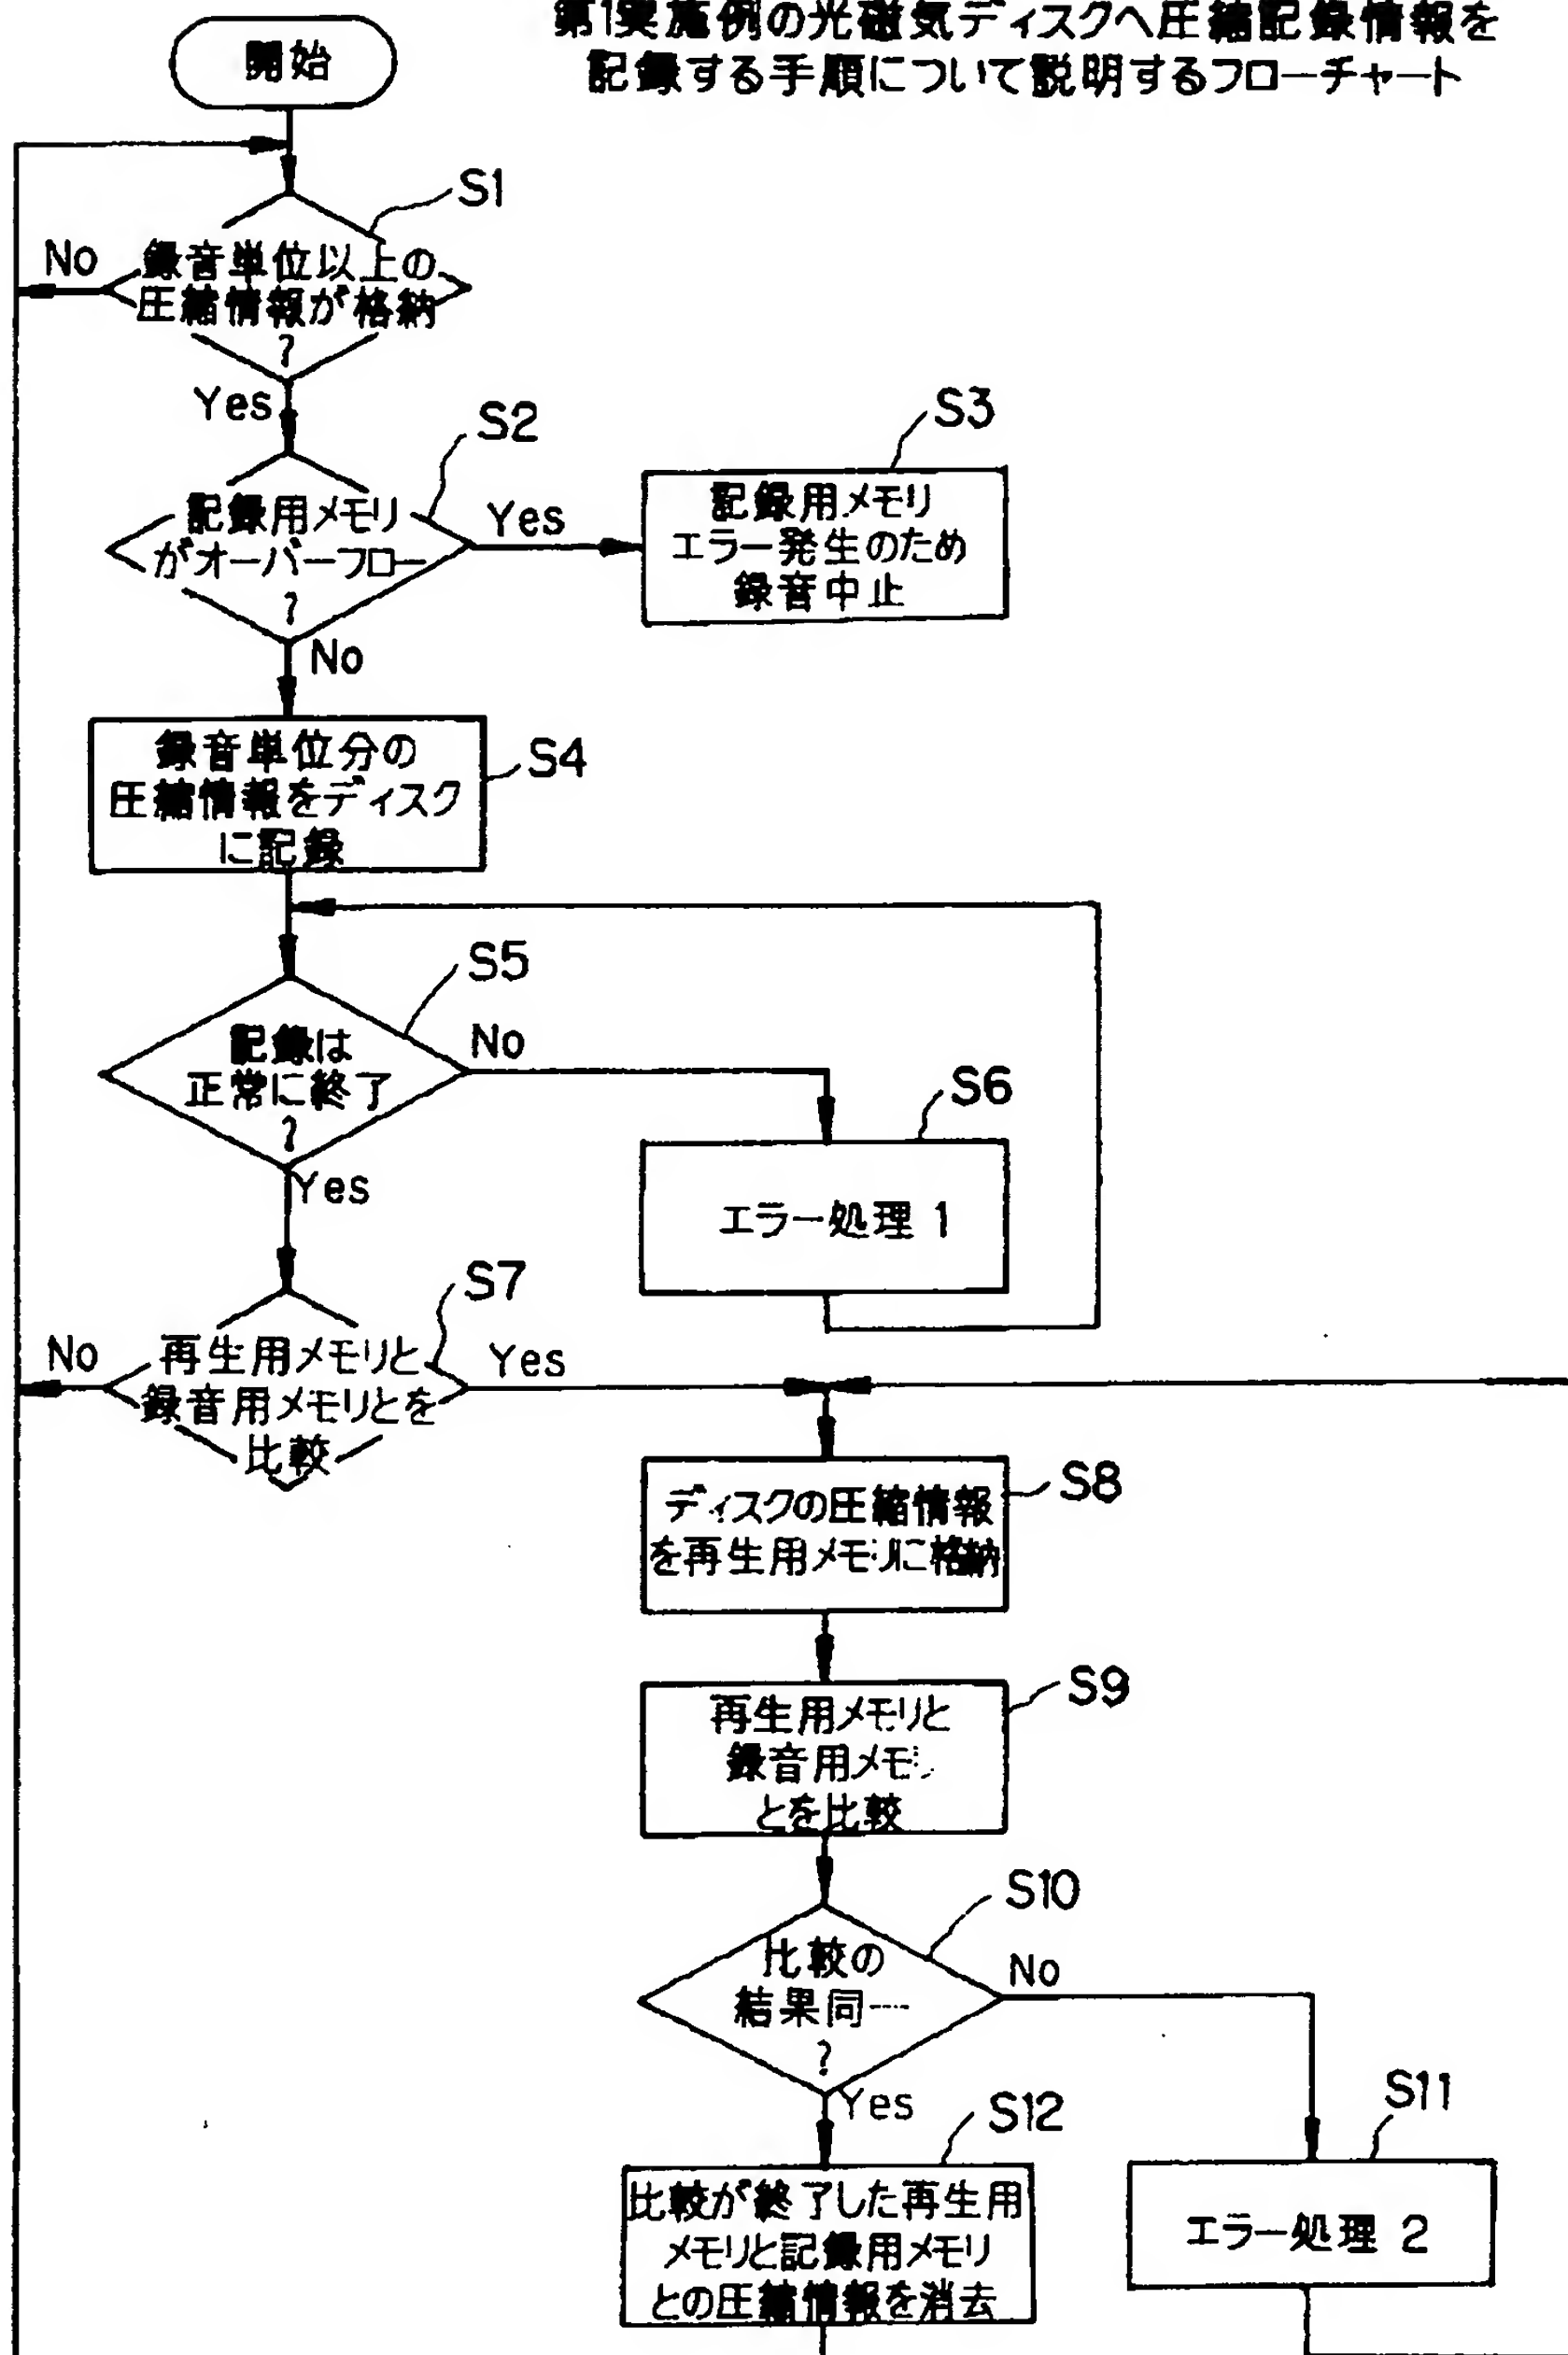 第1実施例の光磁気ディスクへ圧縮記録情報を
記録する手順について説明するフローチャート
開始
S1
No
録音単位以上の
圧縮情報が格納
?
Yes
S2
記録用メモリ
がオーバーフロー
?
Yes
S3
記録用メモリ
エラー発生のため
録音中止
No
録音単位分の
圧縮情報をディスク
に記録
S4
S5
記録は
正常に終了
?
No
S6
エラー処理 1
Yes
S7
No
再生用メモリと
録音用メモリとを
比較
Yes
ディスクの圧縮情報
を再生用メモリに格納
S8
再生用メモリと
録音用メモリ
とを比較
S9
S10
比較の
結果同一
?
No
Yes
S11
エラー処理 2
S12
比較が終了した再生用
メモリと記録用メモリ
との圧縮情報を消去